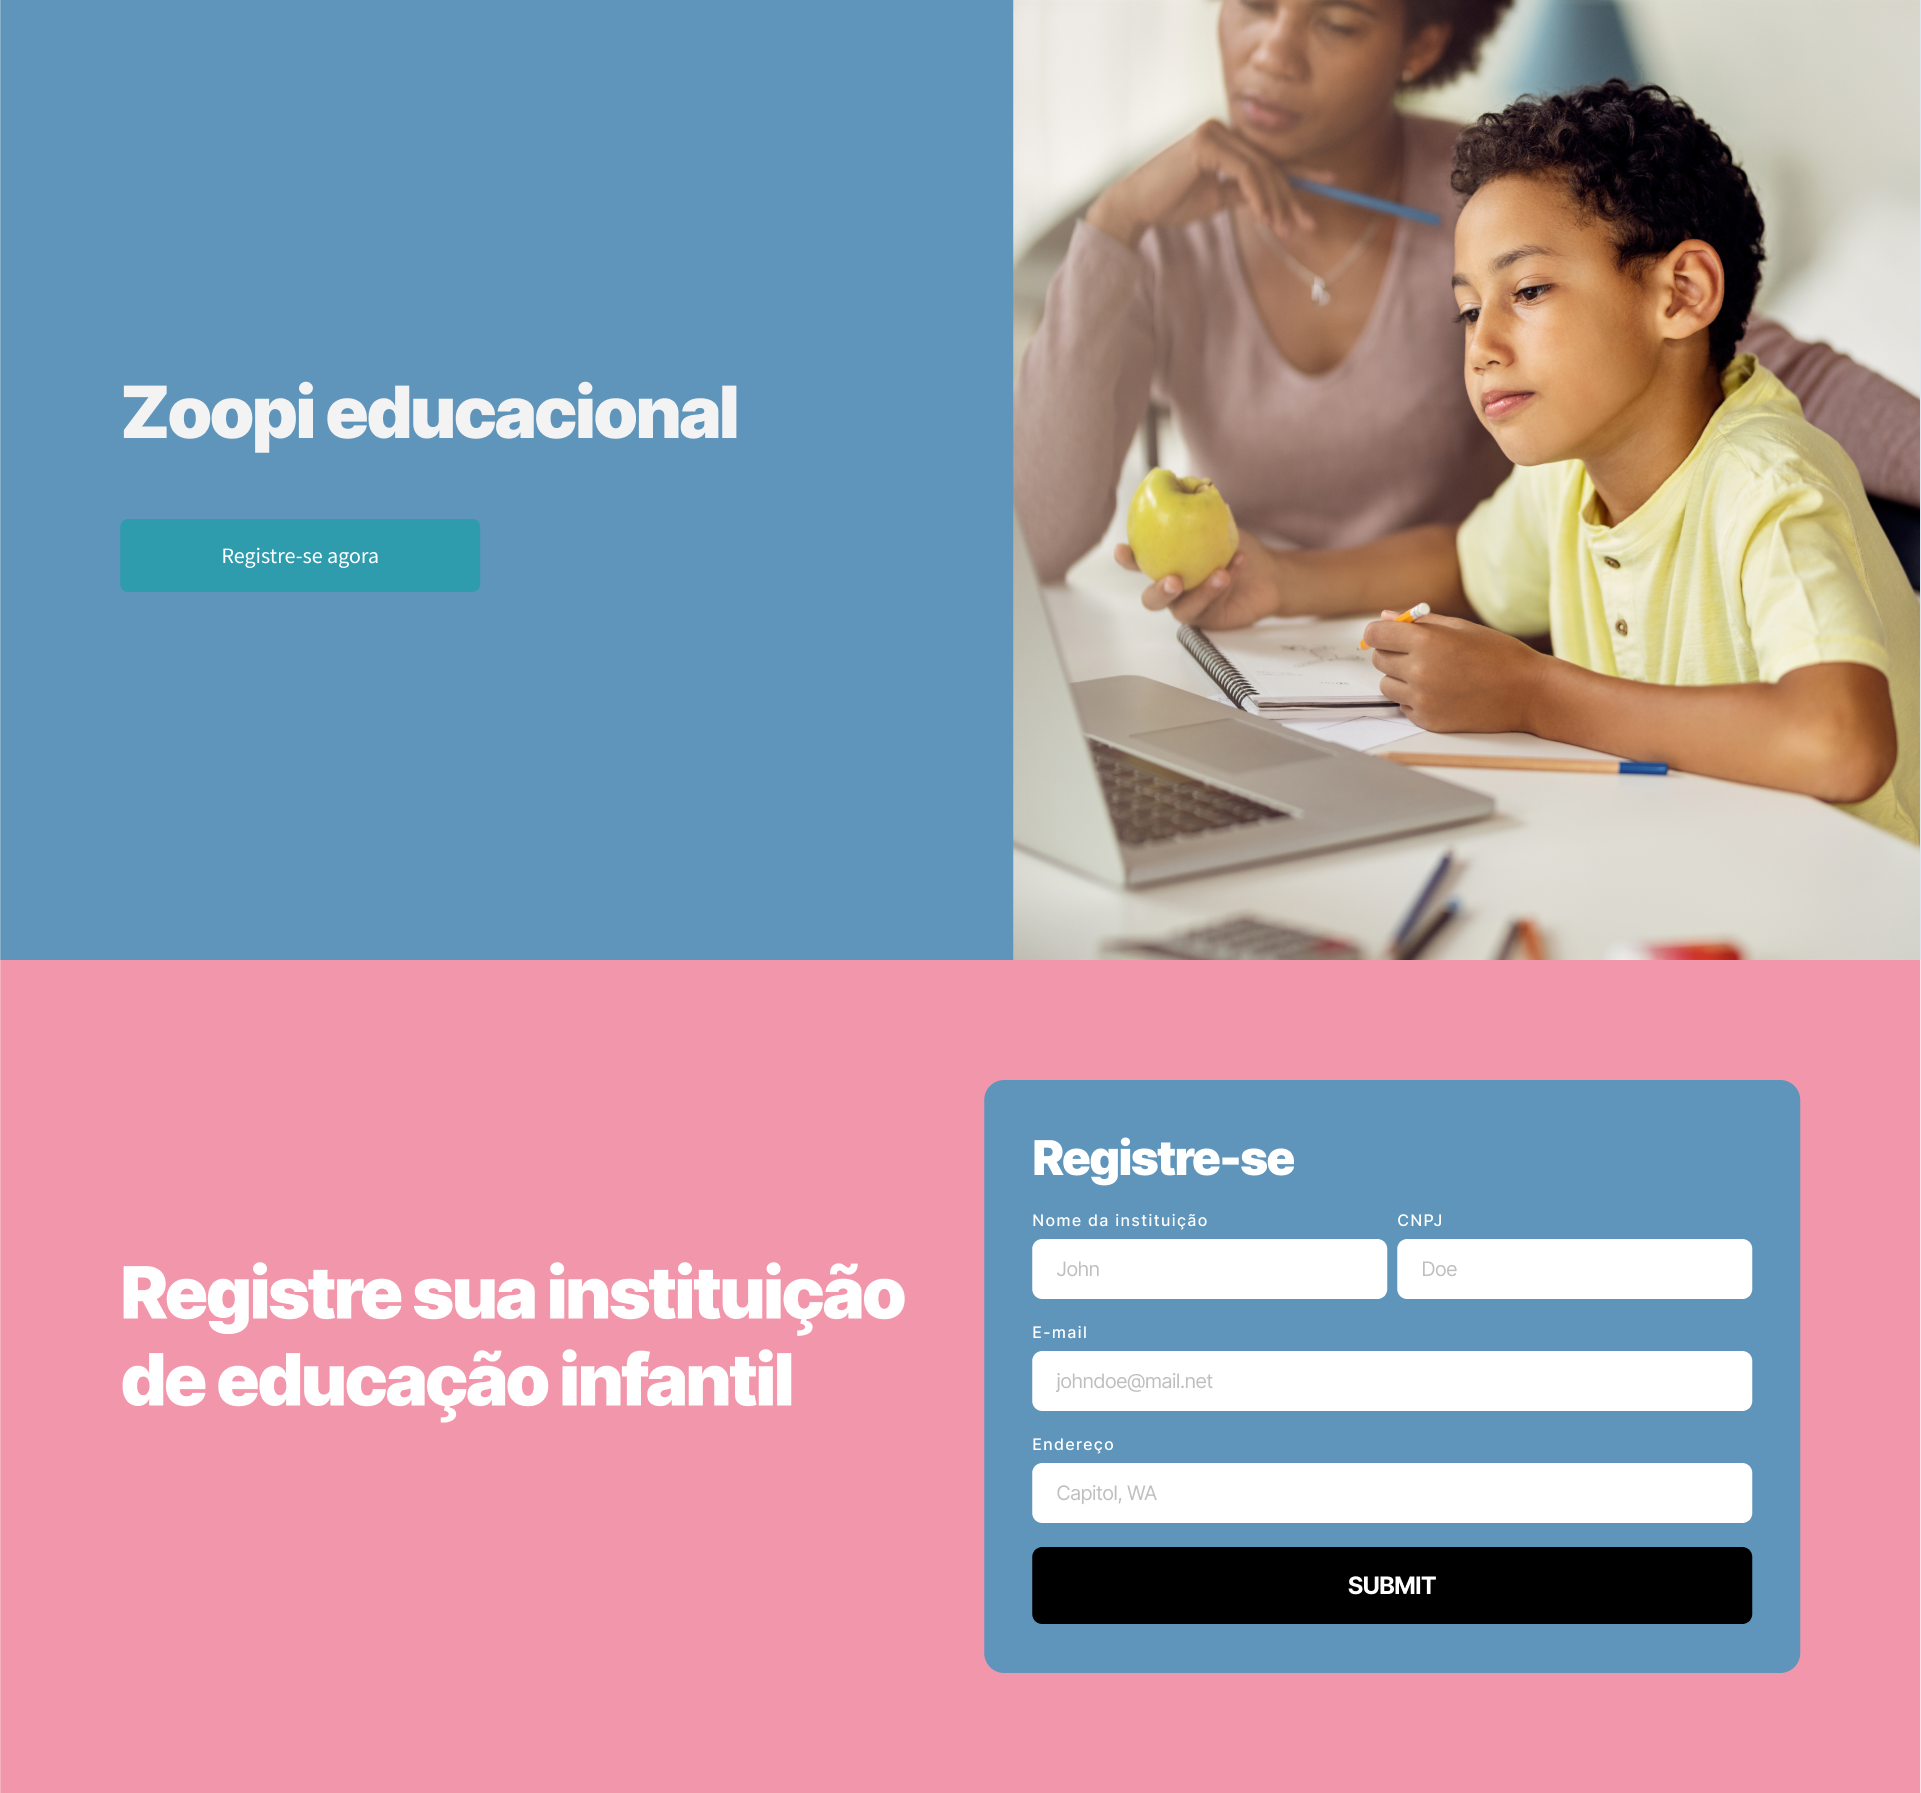 Zoopi educacional
Registre-se agora
Registre sua instituição
de educação infantil
Registre-se
Nome da instituição
CNPJ
John
Doe
E-mail
johndoe@mail.net
Endereço
Capitol, WA
SUBMIT